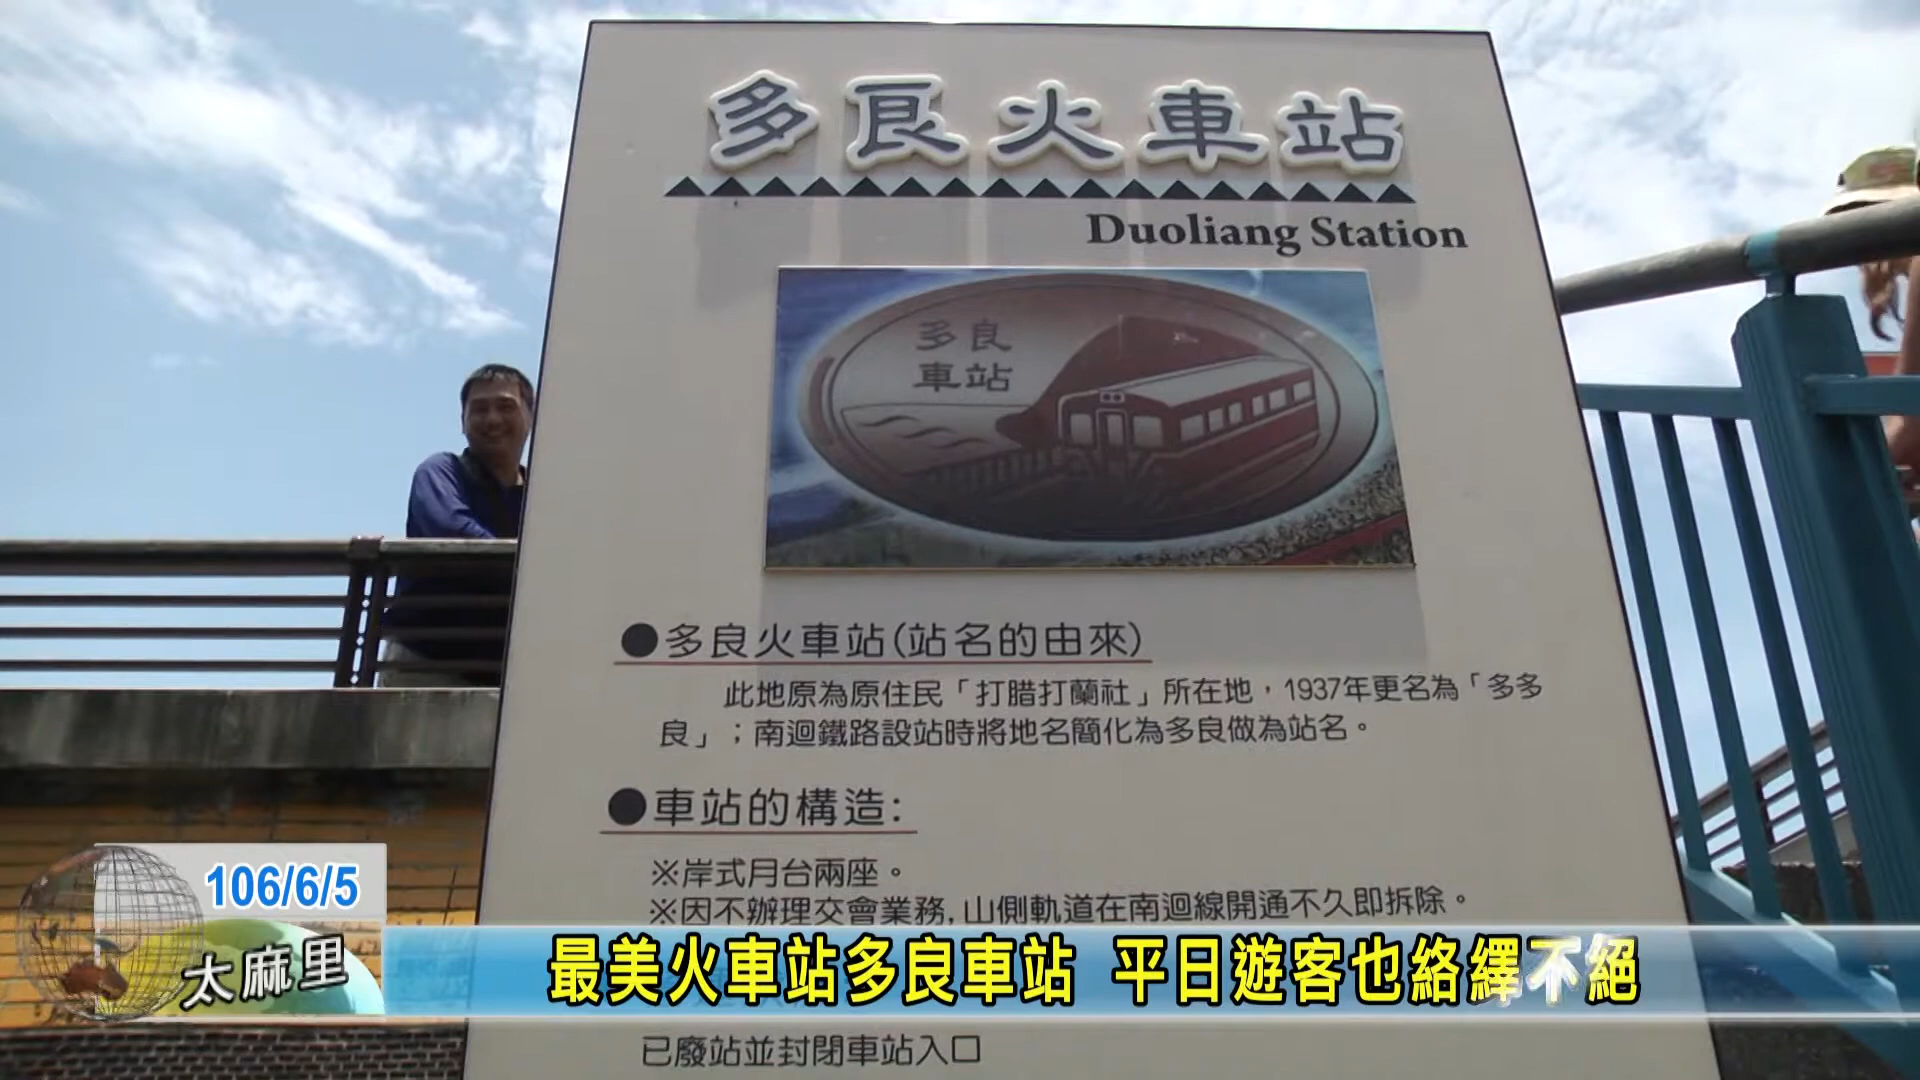 多良火車站
Duoliang Station
多良
車站
●多良火車站(站名的由來)
此地原為原住民「打腊打蘭社」所在地，1937年更名為「多多
良」；南迴鐵路設站時將地名簡化為多良做為站名。
●車站的構造:
※岸式月台兩座。
※因不辦理交會業務,山側軌道在南迴線開通不久即拆除。
106/6/5
太麻里
最美火車站多良車站 平日遊客也絡繹不絕
已廢站並封閉車站入口